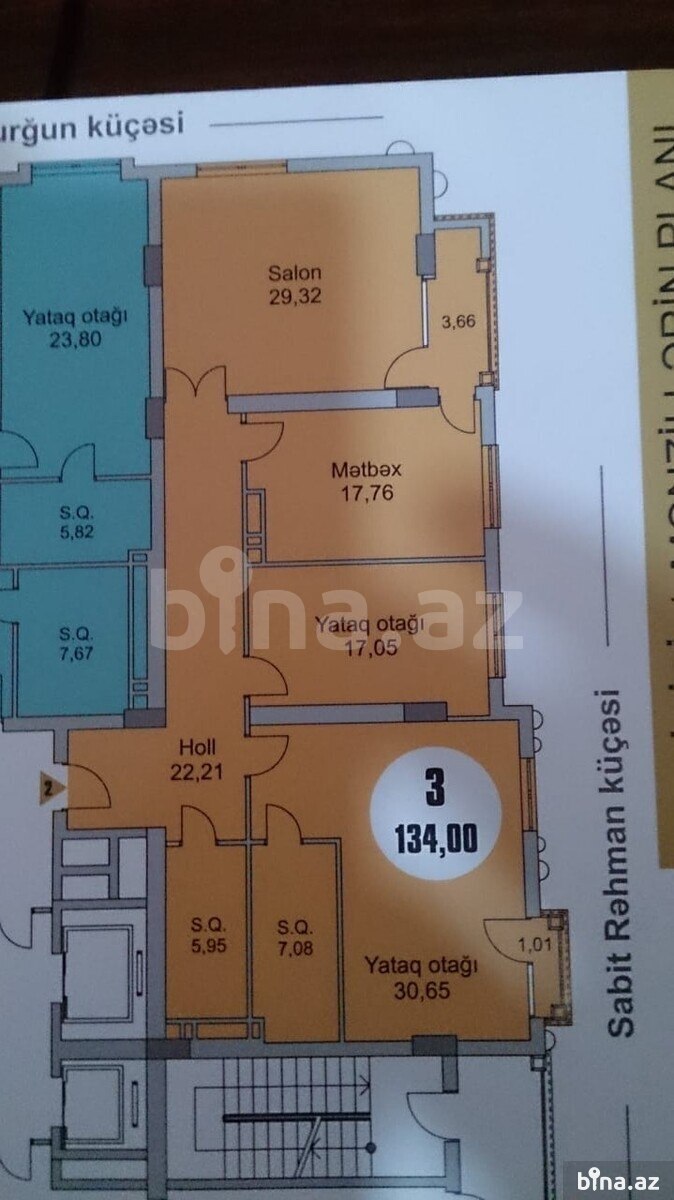 küçəsi
Salon
29,32
Yataq otağı
23,80
3,66
Mətbəx
17,76
S.Q.
5,82
bina.az
Yataq otağı
17,05
S.Q.
7,67
Holl
22,21
2
3
134,00
S.Q.
5,95
S.Q.
7,08
Yataq otağı
30,65
1,01
Sabit Rəhman küçəsi
PLANI
bina.az